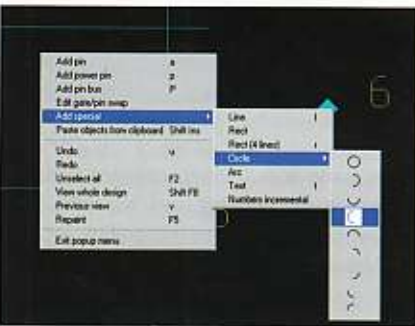 6
Add pin a
Add power pin p
Add pin bus P
Edit gate/pin swap
Add special
Paste objects from clipboard Shift Ins
Undo u
Redo
Unselect all F2
View whole design Shift F8
Previous view v
Repaint F5
Exit popup menu
Line l
Rect
Rect (4 lines) r
Circle
Arc
Text t
Numbers incremental